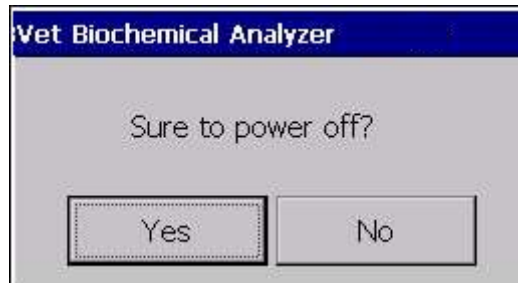 Vet Biochemical Analyzer
Sure to power off?
Yes
No